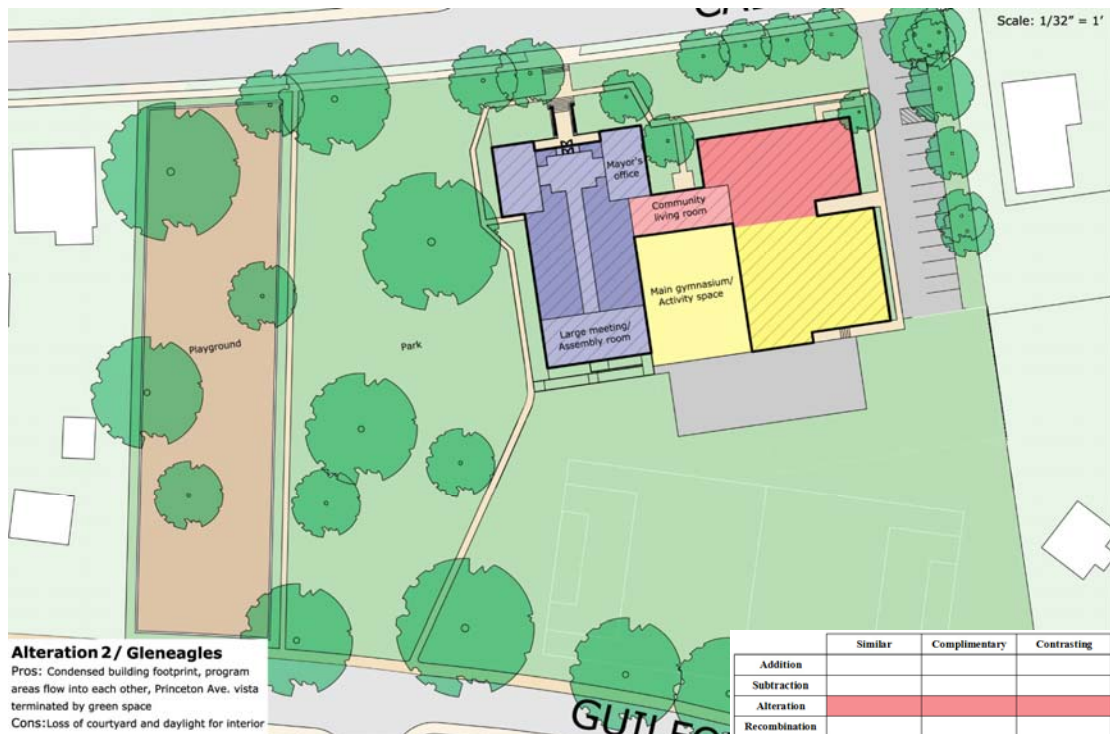 CAL
Scale: 1/32" = 1'
Mayor's
office
Community
living room
Main gymnasium/
Activity space
Large meeting/
Assembly room
Playground
Park
Alteration 2/ Gleneagles
Pros: Condensed building footprint, program
areas flow into each other, Princeton Ave. vista
terminated by green space
Cons:Loss of courtyard and daylight for interior
GUILFO
Similar Complimentary Contrasting
Addition
Subtraction
Alteration
Recombination